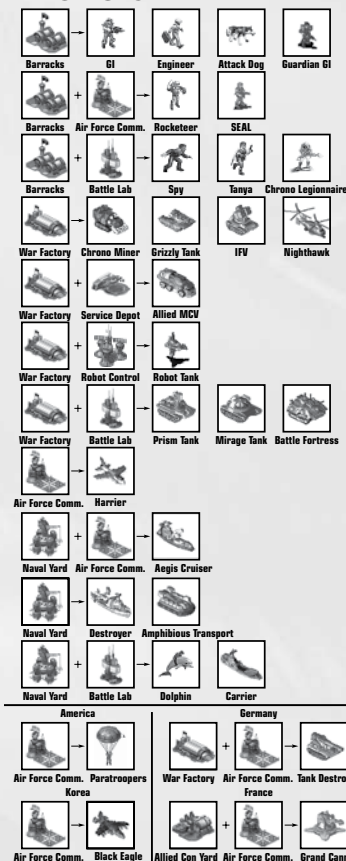 Barracks GI Engineer Attack Dog Guardian GI
Barracks Air Force Comm. Rocketeer SEAL
Barracks Battle Lab Spy Tanya Chrono Legionnaire
War Factory Chrono Miner Grizzly Tank IFV Nighthawk
War Factory Service Depot Allied MCV
War Factory Robot Control Robot Tank
War Factory Battle Lab Prism Tank Mirage Tank Battle Fortress
Air Force Comm. Harrier
Naval Yard Air Force Comm. Aegis Cruiser
Naval Yard Destroyer Amphibious Transport
Naval Yard Battle Lab Dolphin Carrier
America Germany
Air Force Comm. Paratroopers War Factory Air Force Comm. Tank Destro
Korea France
Air Force Comm. Black Eagle Allied Con Yard Air Force Comm. Grand Cann